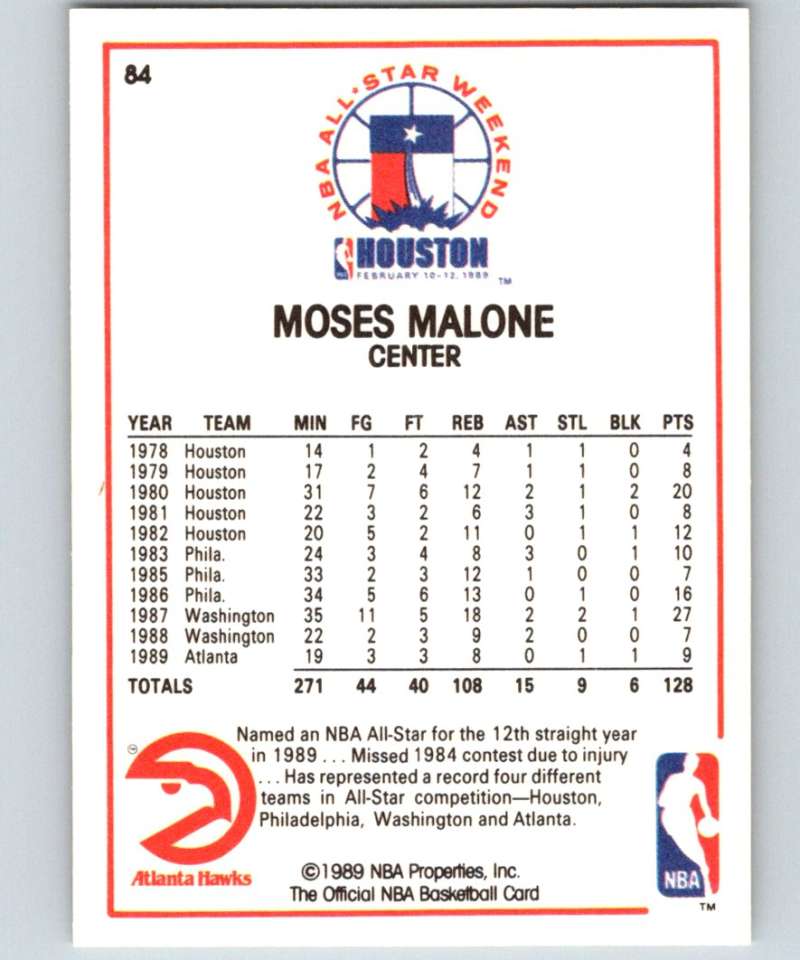 84
NBA ALL·STAR WEEKEND
HOUSTON
FEBRUARY 10-12, 1989 ™
MOSES MALONE
CENTER
YEAR TEAM MIN FG FT REB AST STL BLK PTS
1978 Houston 14 1 2 4 1 1 0 4
1979 Houston 17 2 4 7 1 1 0 8
1980 Houston 31 7 6 12 2 1 2 20
1981 Houston 22 3 2 6 3 1 0 8
1982 Houston 20 5 2 11 0 1 1 12
1983 Phila. 24 3 4 8 3 0 1 10
1985 Phila. 33 2 3 12 1 0 0 7
1986 Phila. 34 5 6 13 0 1 0 16
1987 Washington 35 11 5 18 2 2 1 27
1988 Washington 22 2 3 9 2 0 0 7
1989 Atlanta 19 3 3 8 0 1 1 9
TOTALS 271 44 40 108 15 9 6 128
Named an NBA All-Star for the 12th straight year
in 1989 . . . Missed 1984 contest due to injury
. . . Has represented a record four different
teams in All-Star competition—Houston,
Philadelphia, Washington and Atlanta.
Atlanta Hawks
©1989 NBA Properties, Inc.
The Official NBA Basketball Card
NBA
TM